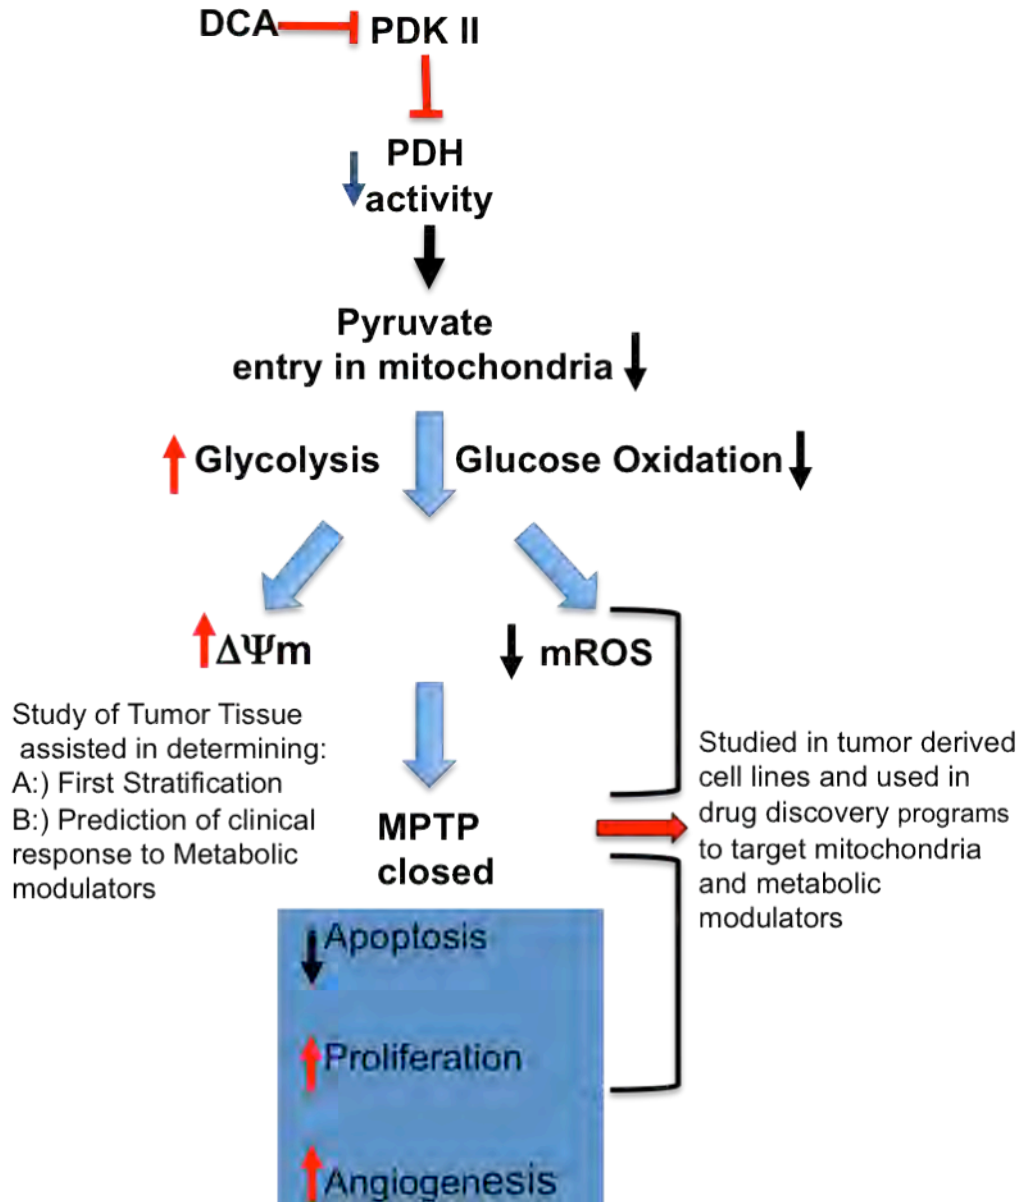 DCA PDK II
PDH
activity
Pyruvate
entry in mitochondria
Glycolysis Glucose Oxidation
ΔΨm mROS
Study of Tumor Tissue
assisted in determining:
A:) First Stratification
B:) Prediction of clinical
response to Metabolic
modulators
Studied in tumor derived
cell lines and used in
drug discovery programs
to target mitochondria
and metabolic
modulators
MPTP
closed
Apoptosis
Proliferation
Angiogenesis